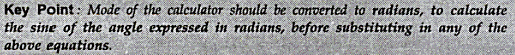 Key Point: Mode of the calculator should be converted to radians, to calculate
the sine of the angle expressed in radians, before substituting in any of the
above equations.